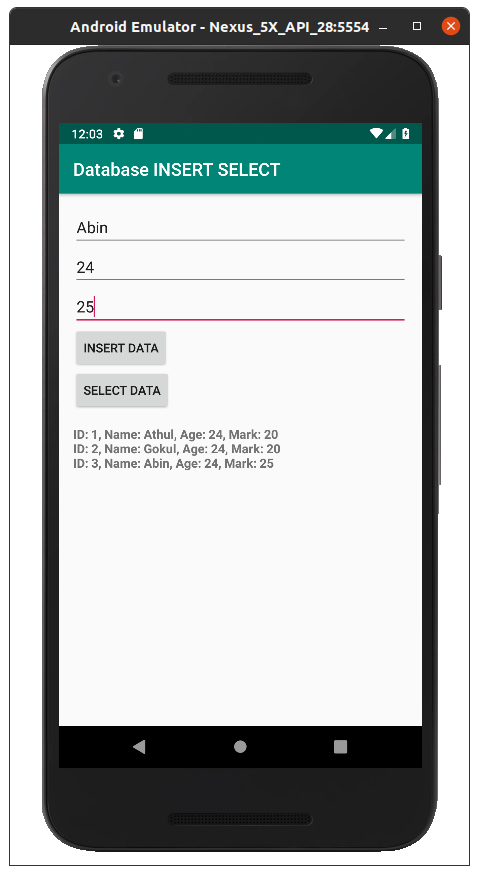 Android Emulator - Nexus_5X_API_28:5554
12:03
Database INSERT SELECT
Abin
24
25
INSERT DATA
SELECT DATA
ID: 1, Name: Athul, Age: 24, Mark: 20
ID: 2, Name: Gokul, Age: 24, Mark: 20
ID: 3, Name: Abin, Age: 24, Mark: 25